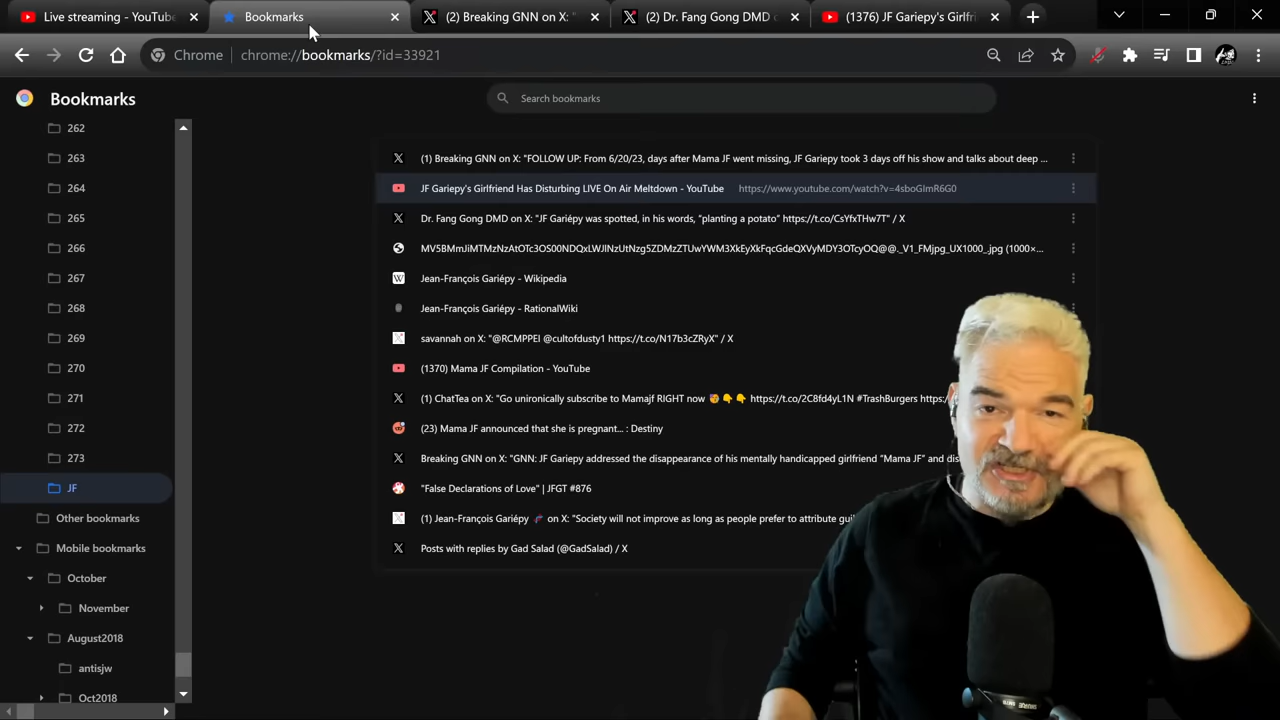 Live streaming - YouTube
Bookmarks
(2) Breaking GNN on X: "
(2) Dr. Fang Gong DMD
(1376) JF Gariepy's Girlfri
Chrome
chrome://bookmarks/?id=33921
Bookmarks
Search bookmarks
262
263
264
265
266
267
268
269
270
271
272
273
JF
Other bookmarks
Mobile bookmarks
October
November
August2018
antisjw
Oct2018
(1) Breaking GNN on X: "FOLLOW UP: From 6/20/23, days after Mama JF went missing, JF Gariepy took 3 days off his show and talks about deep ...
JF Gariepy's Girlfriend Has Disturbing LIVE On Air Meltdown - YouTube https://www.youtube.com/watch?v=4sboGlmR6G0
Dr. Fang Gong DMD on X: "JF Gariépy was spotted, in his words, "planting a potato" https://t.co/CsYfxTHw7T" / X
Jean-François Gariépy - Wikipedia
Jean-François Gariépy - RationalWiki
savannah on X: "@RCMPPEI @cultofdusty1 https://t.co/N17b3cZRyX" / X
(1370) Mama JF Compilation - YouTube
(1) ChatTea on X: "Go unironically subscribe to Mamajf RIGHT now 🤯👇👇 https://t.co/2C8fd4yL1N #TrashBurgers https:
(23) Mama JF announced that she is pregnant... : Destiny
Breaking GNN on X: "GNN: JF Gariepy addressed the disappearance of his mentally handicapped girlfriend "Mama JF" and dis
"False Declarations of Love" | JFGT #876
(1) Jean-François Gariépy on X: "Society will not improve as long as people prefer to attribute gui
Posts with replies by Gad Salad (@GadSalad) / X